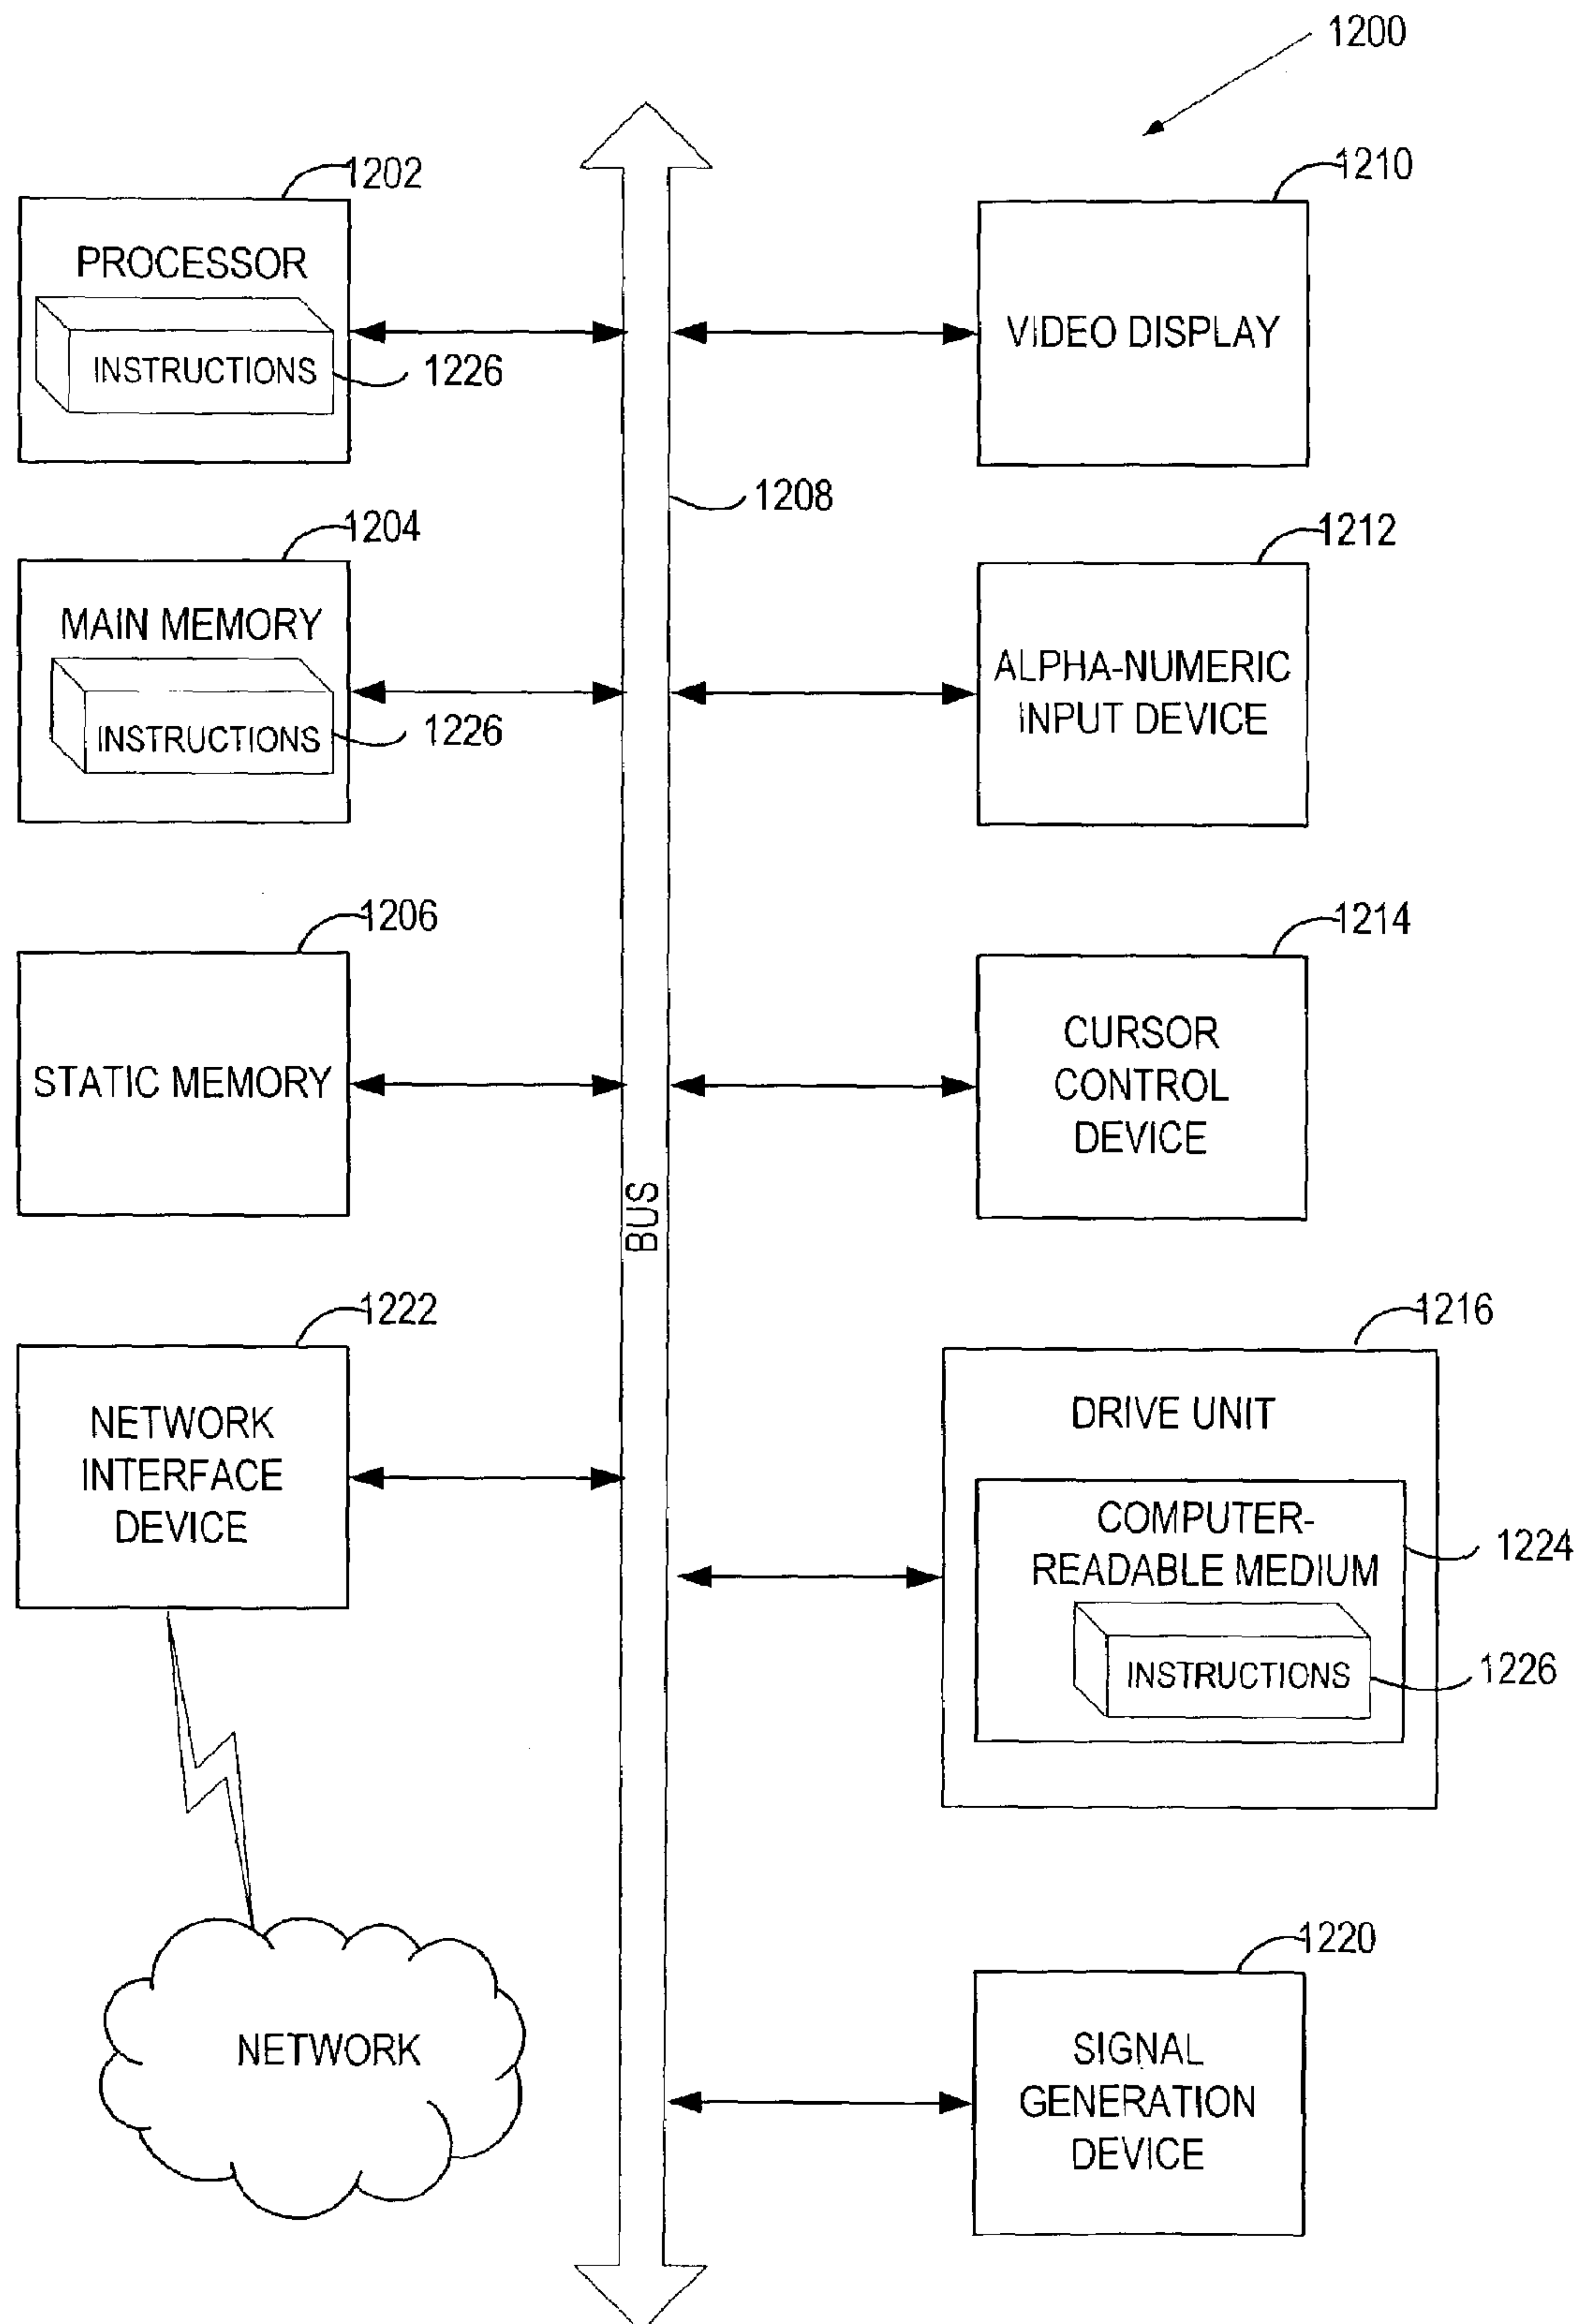 1200
1202
PROCESSOR
INSTRUCTIONS
1226
1204
MAIN MEMORY
INSTRUCTIONS
1226
1206
STATIC MEMORY
1222
NETWORK
INTERFACE
DEVICE
NETWORK
1208
BUS
1210
VIDEO DISPLAY
1212
ALPHA-NUMERIC
INPUT DEVICE
1214
CURSOR
CONTROL
DEVICE
1216
DRIVE UNIT
COMPUTER-
READABLE MEDIUM
1224
INSTRUCTIONS
1226
1220
SIGNAL
GENERATION
DEVICE